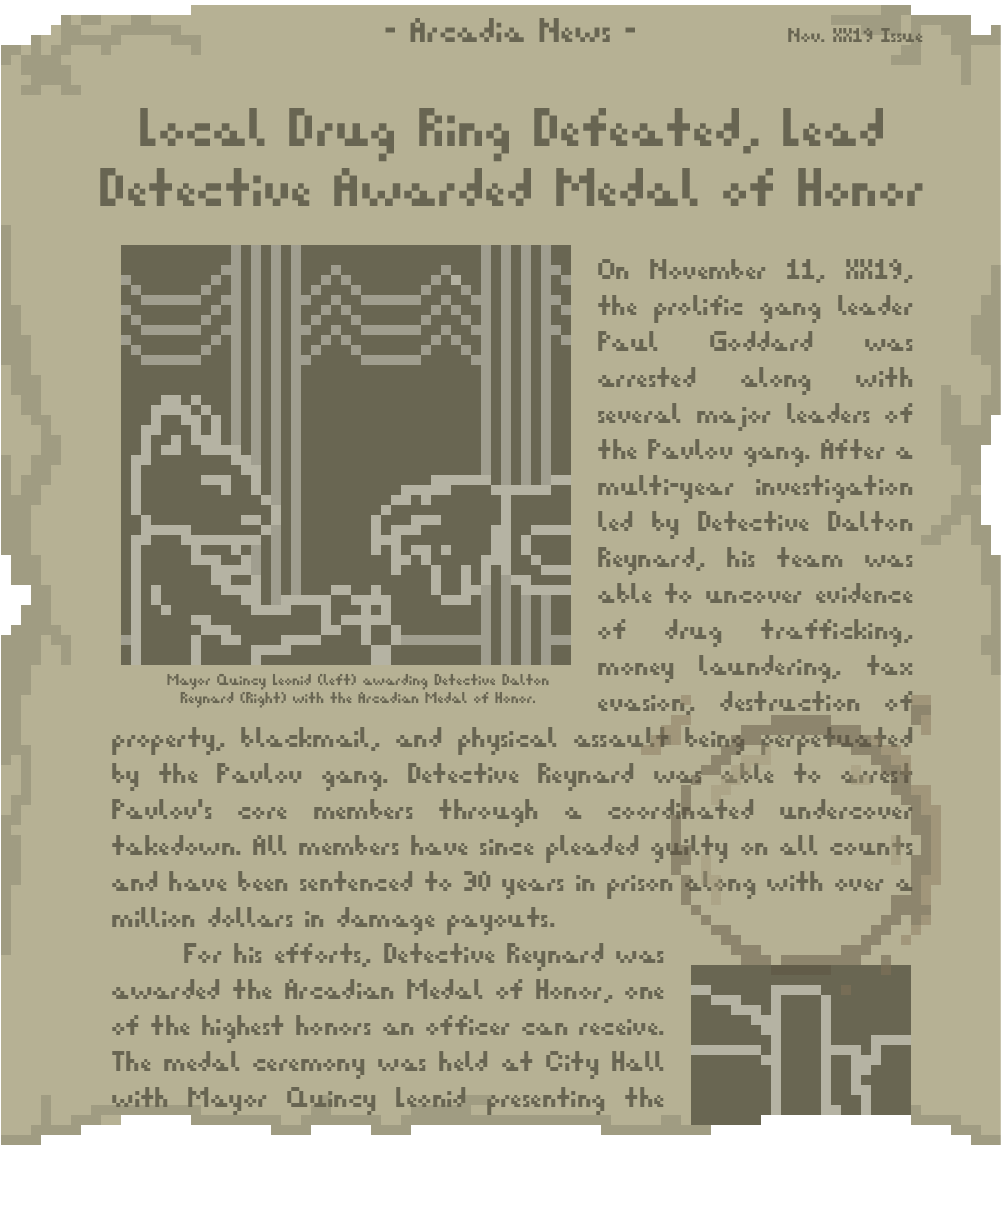 - Arcadia News -
Nov. XX19 Issue
Local Drug Ring Defeated, Lead
Detective Awarded Medal of Honor
On November 11, XX19,
the prolific gang leader
Paul Goddard was
arrested along with
several major leaders of
the Pavlov gang. After a
multi-year investigation
led by Detective Dalton
Reynard, his team was
able to uncover evidence
of drug trafficking,
money laundering, tax
evasion, destruction of
property, blackmail, and physical assault being perpetuated
by the Pavlov gang. Detective Reynard was able to arrest
Pavlov's core members through a coordinated undercover
takedown. All members have since pleaded guilty on all counts
and have been sentenced to 30 years in prison along with over a
million dollars in damage payouts.
Mayor Quincy Leonid (left) awarding Detective Dalton
Reynard (Right) with the Arcadian Medal of Honor.
For his efforts, Detective Reynard was
awarded the Arcadian Medal of Honor, one
of the highest honors an officer can receive.
The medal ceremony was held at City Hall
with Mayor Quincy Leonid presenting the